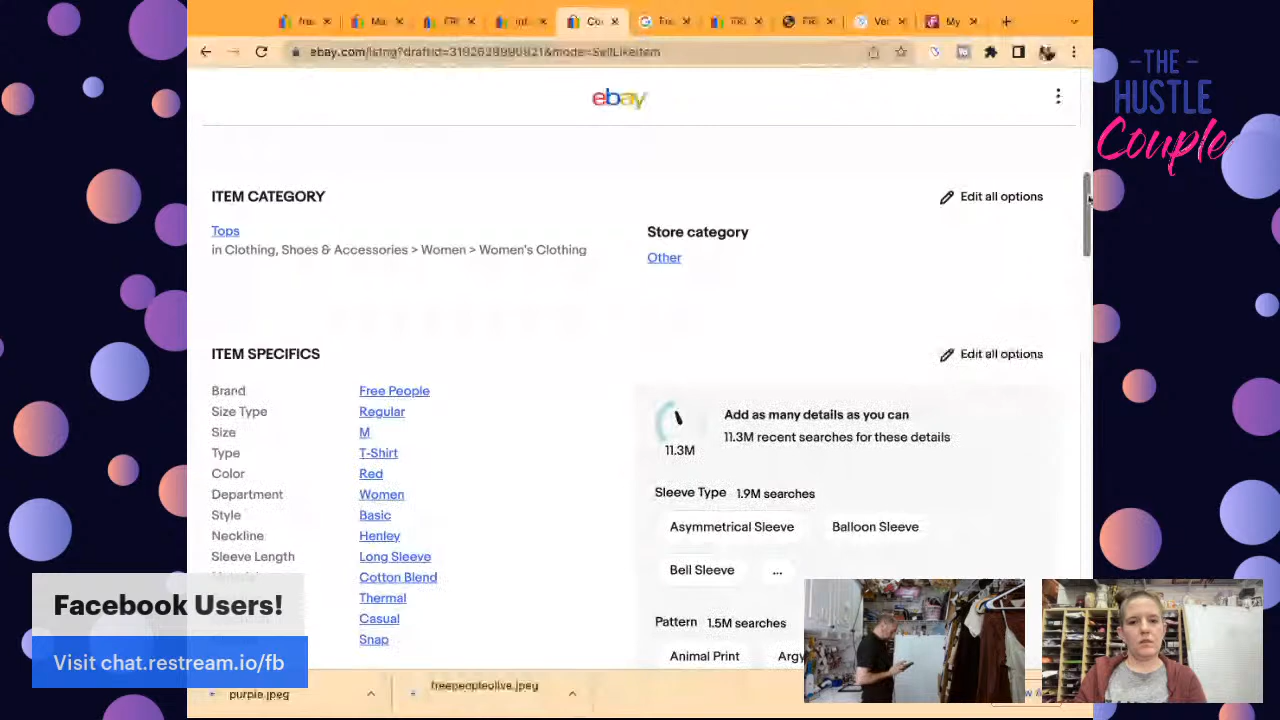 -THE-
HUSTLE
Couple
ebay.com/lstng?draftId=3192639990921&mode=SellLikeItem
ebay
ITEM CATEGORY
Edit all options
Tops
in Clothing, Shoes & Accessories > Women > Women's Clothing
Store category
Other
ITEM SPECIFICS
Edit all options
Brand Free People
Size Type Regular
Size M
Type T-Shirt
Color Red
Department Women
Style Basic
Neckline Henley
Sleeve Length Long Sleeve
Cotton Blend
Thermal
Casual
Snap
11.3M
Add as many details as you can
11.3M recent searches for these details
Sleeve Type 1.9M searches
Asymmetrical Sleeve Balloon Sleeve
Bell Sleeve ...
Pattern 1.5M searches
Animal Print Argy
Facebook Users!
Visit chat.restream.io/fb
purple.jpeg
freepeopleolive.jpeg
My